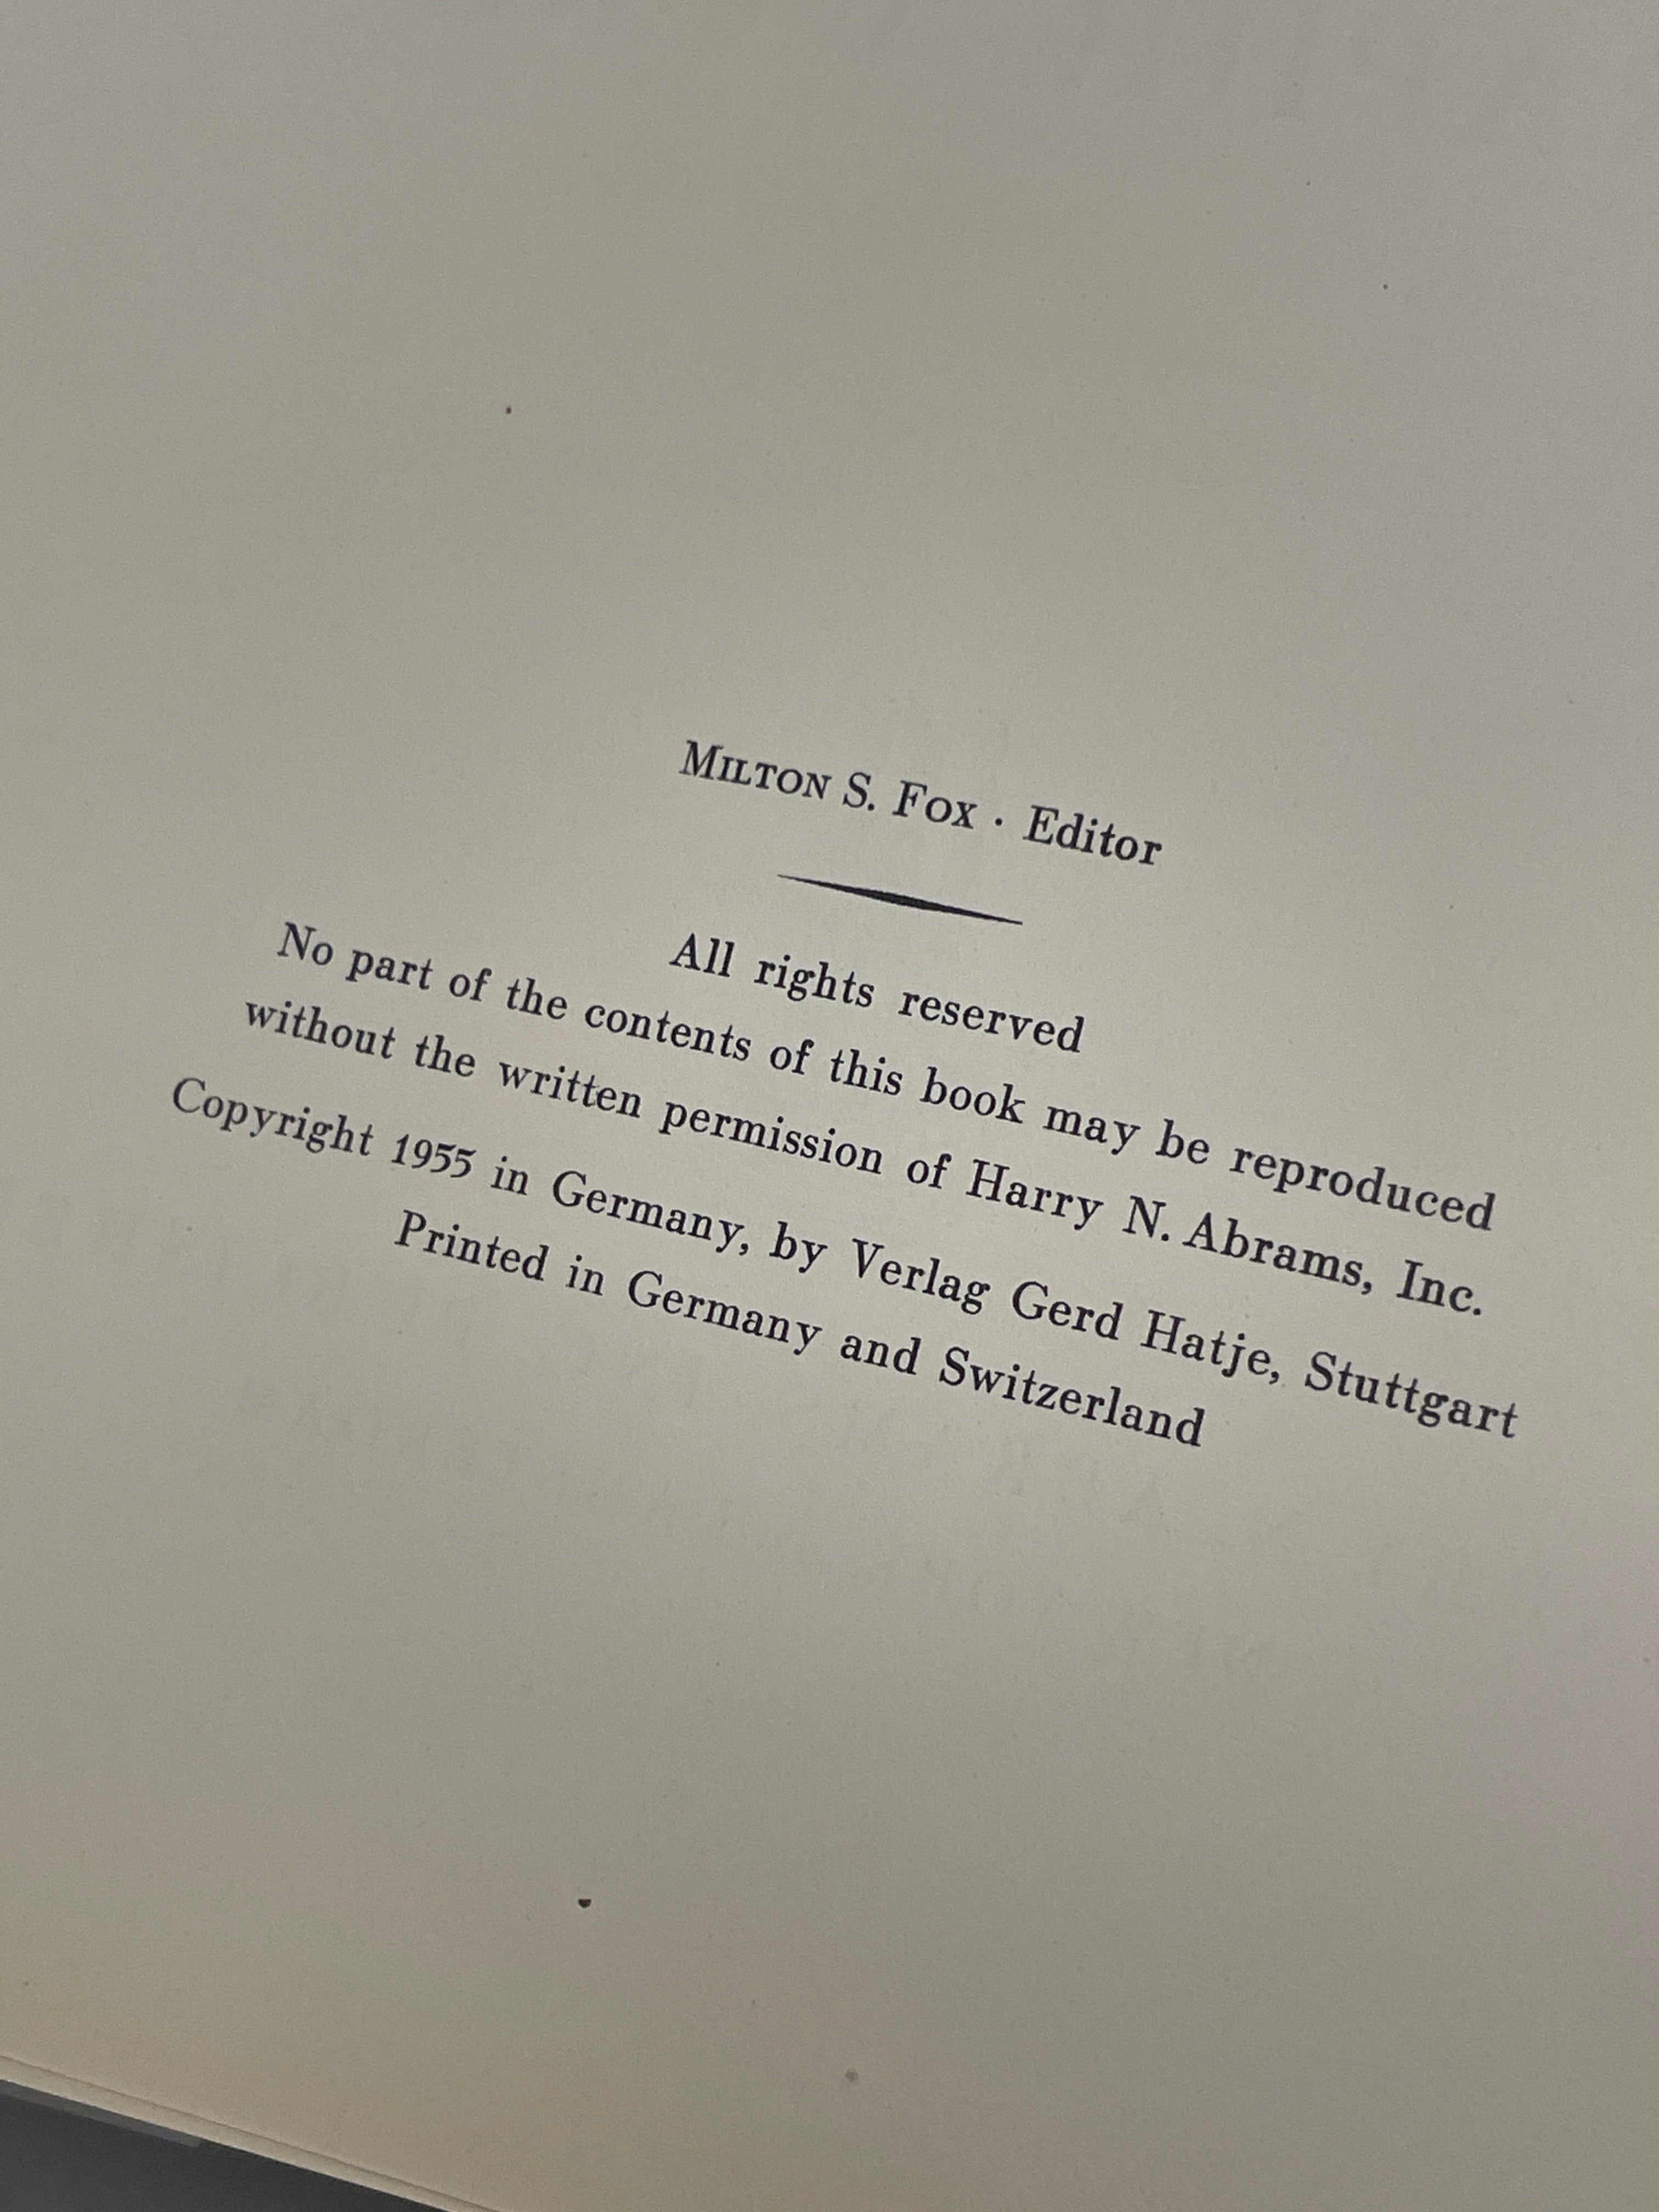 MILTON S. FOX · Editor
All rights reserved
No part of the contents of this book may be reproduced
without the written permission of Harry N. Abrams, Inc.
Copyright 1955 in Germany, by Verlag Gerd Hatje, Stuttgart
Printed in Germany and Switzerland